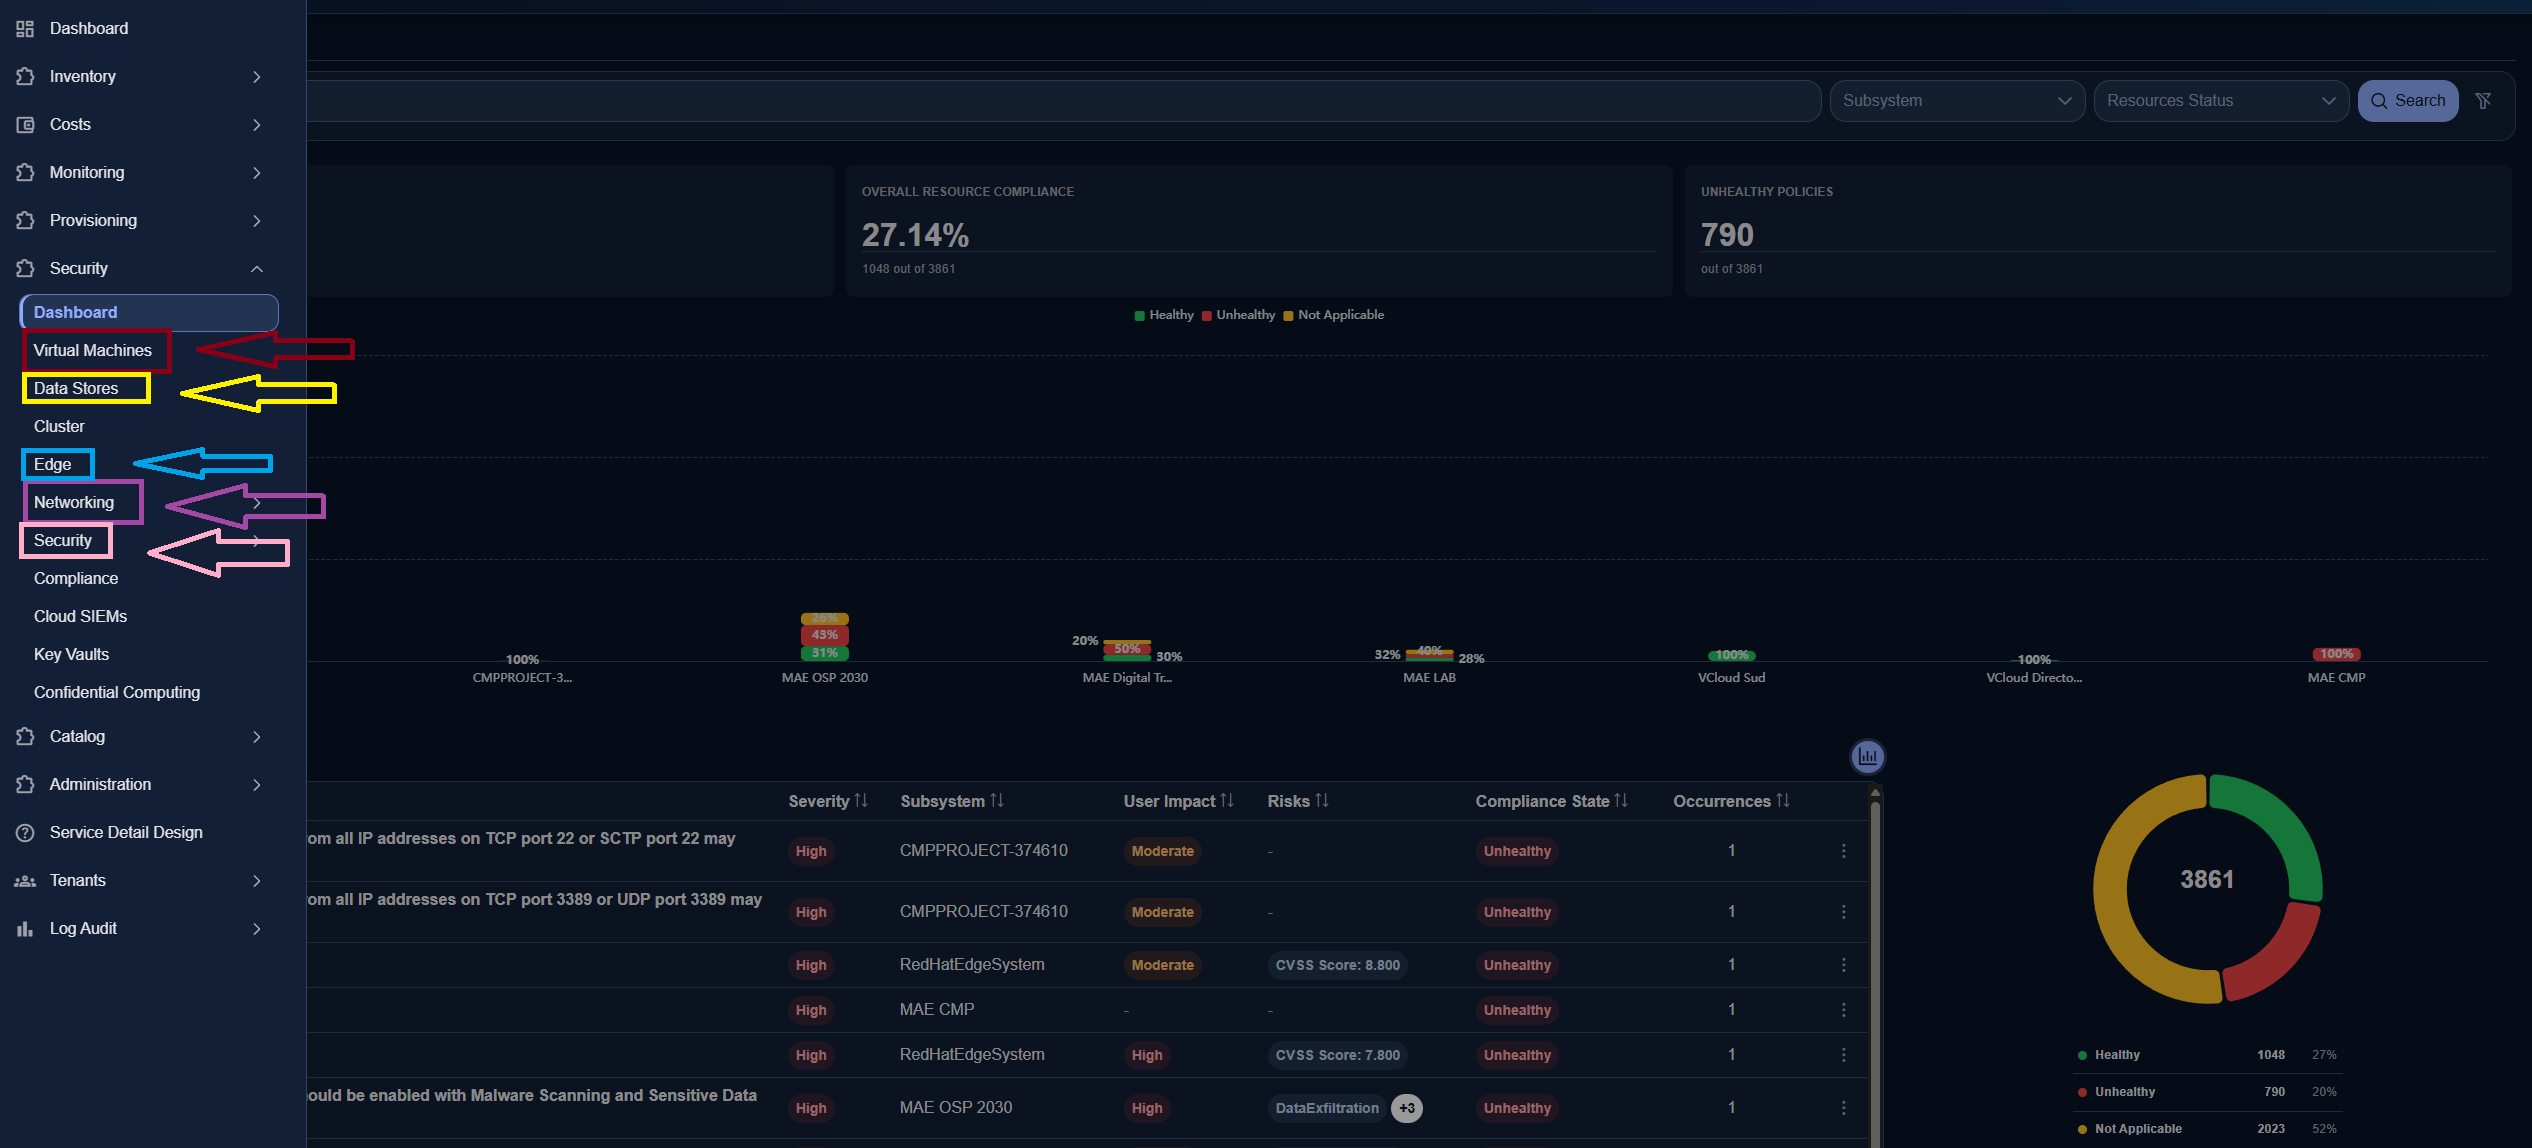 Dashboard
Inventory
Costs
Monitoring
Provisioning
Security
Dashboard
Virtual Machines
Data Stores
Cluster
Edge
Networking
Security
Compliance
Cloud SIEMs
Key Vaults
Confidential Computing
Catalog
Administration
Service Detail Design
Tenants
Log Audit
Subsystem
Resources Status
Search
OVERALL RESOURCE COMPLIANCE
27.14%
1048 out of 3861
UNHEALTHY POLICIES
790
out of 3861
Healthy Unhealthy Not Applicable
100%
26%
43%
31%
20% 50% 30%
32% 40% 28%
100%
100%
100%
CMPPROJECT-3... MAE OSP 2030 MAE Digital Tr... MAE LAB VCloud Sud VCloud Directo... MAE CMP
Severity Subsystem User Impact Risks Compliance State Occurrences
om all IP addresses on TCP port 22 or SCTP port 22 may
High CMPPROJECT-374610 Moderate - Unhealthy 1
om all IP addresses on TCP port 3389 or UDP port 3389 may
High CMPPROJECT-374610 Moderate - Unhealthy 1
High RedHatEdgeSystem Moderate CVSS Score: 8.800 Unhealthy 1
High MAE CMP - - Unhealthy 1
High RedHatEdgeSystem High CVSS Score: 7.800 Unhealthy 1
ould be enabled with Malware Scanning and Sensitive Data
High MAE OSP 2030 High DataExfiltration +3 Unhealthy 1
3861
Healthy 1048 27%
Unhealthy 790 20%
Not Applicable 2023 52%